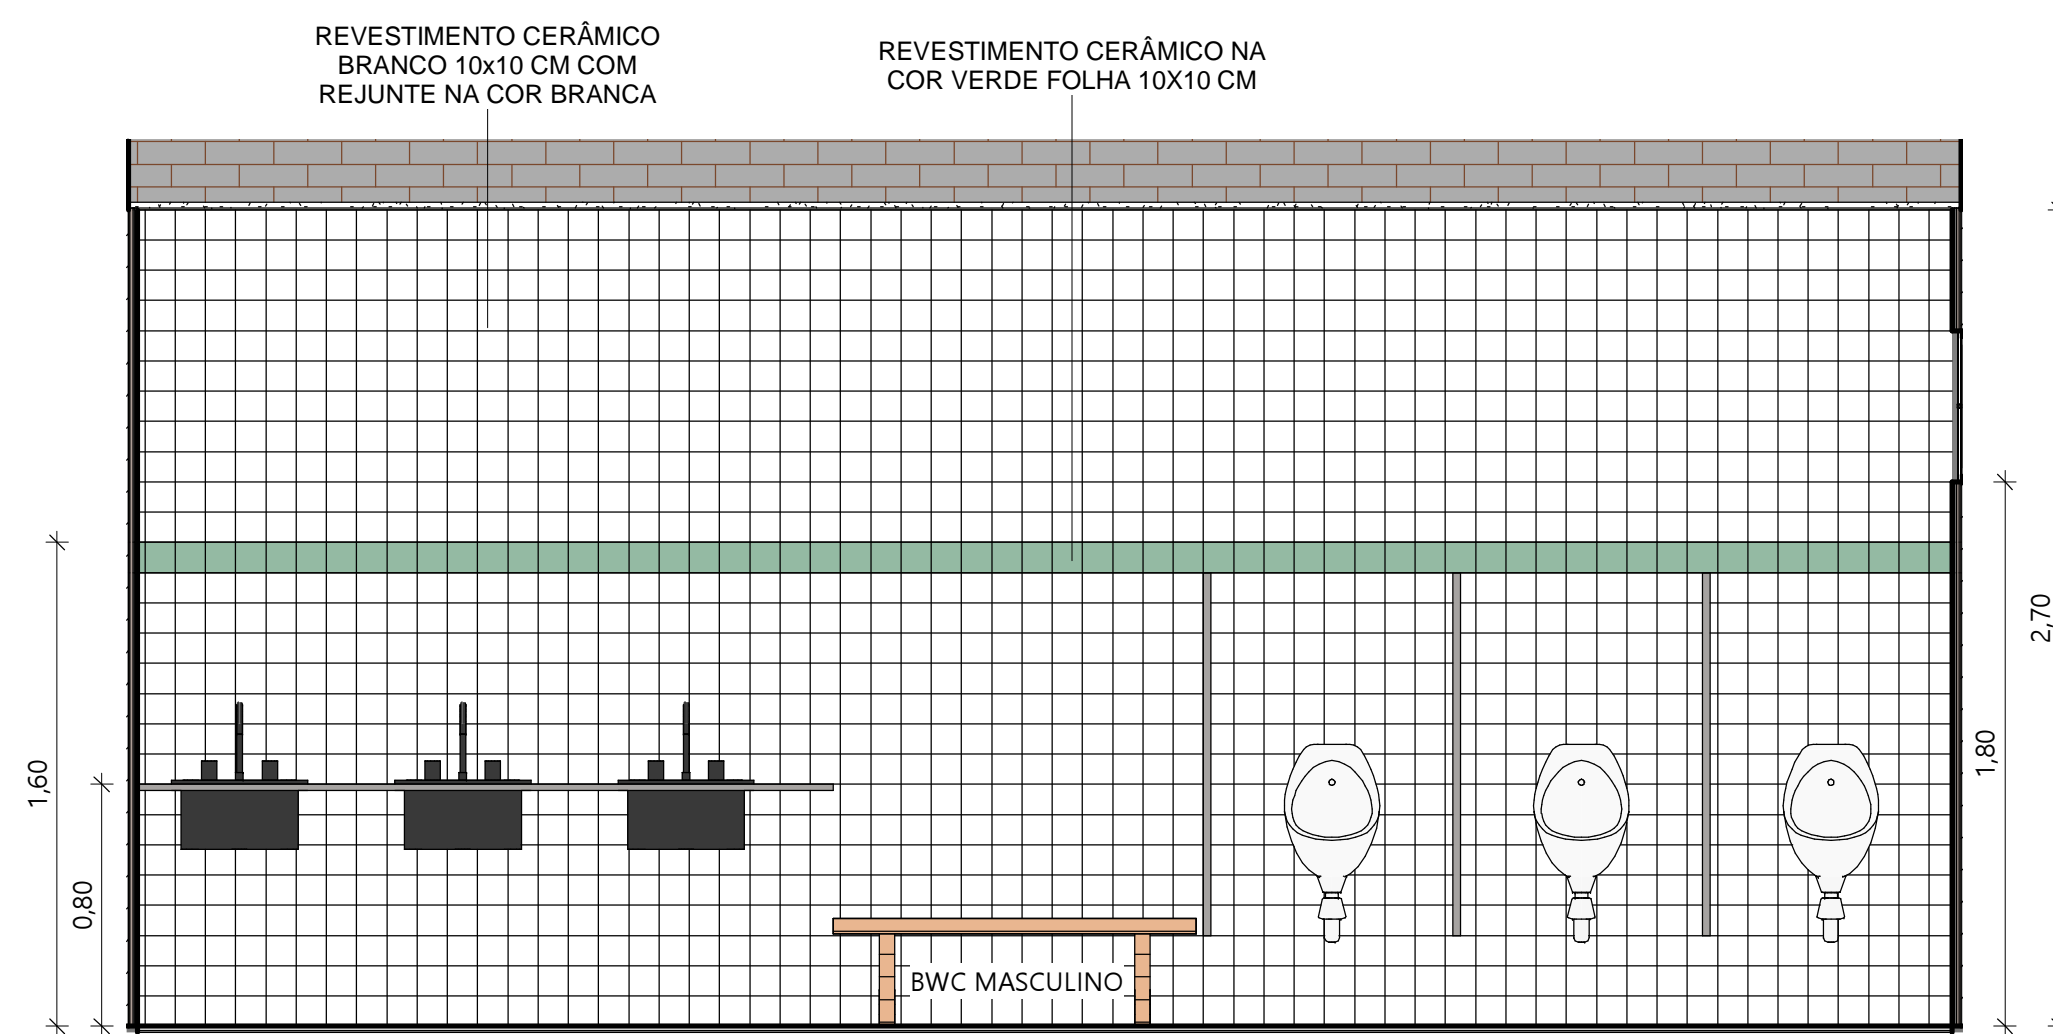 REVESTIMENTO CERÂMICO
BRANCO 10x10 CM COM
REJUNTE NA COR BRANCA
REVESTIMENTO CERÂMICO NA
COR VERDE FOLHA 10X10 CM
1,60
0,80
2,70
1,80
BWC MASCULINO